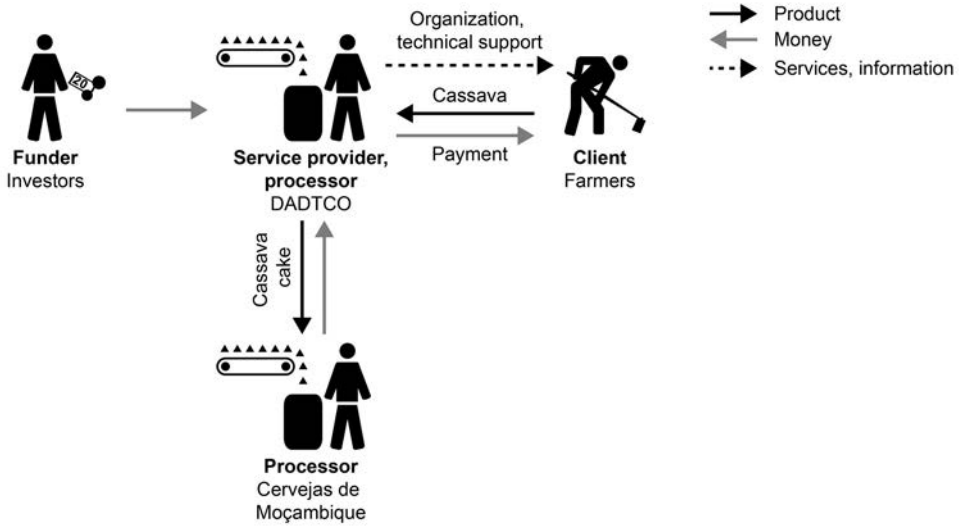 Organization,
technical support
Product
Money
Services, information
20
Cassava
Payment
Funder
Investors
Service provider,
processor
DADTCO
Client
Farmers
Cassava
cake
Processor
Cervejas de
Moçambique